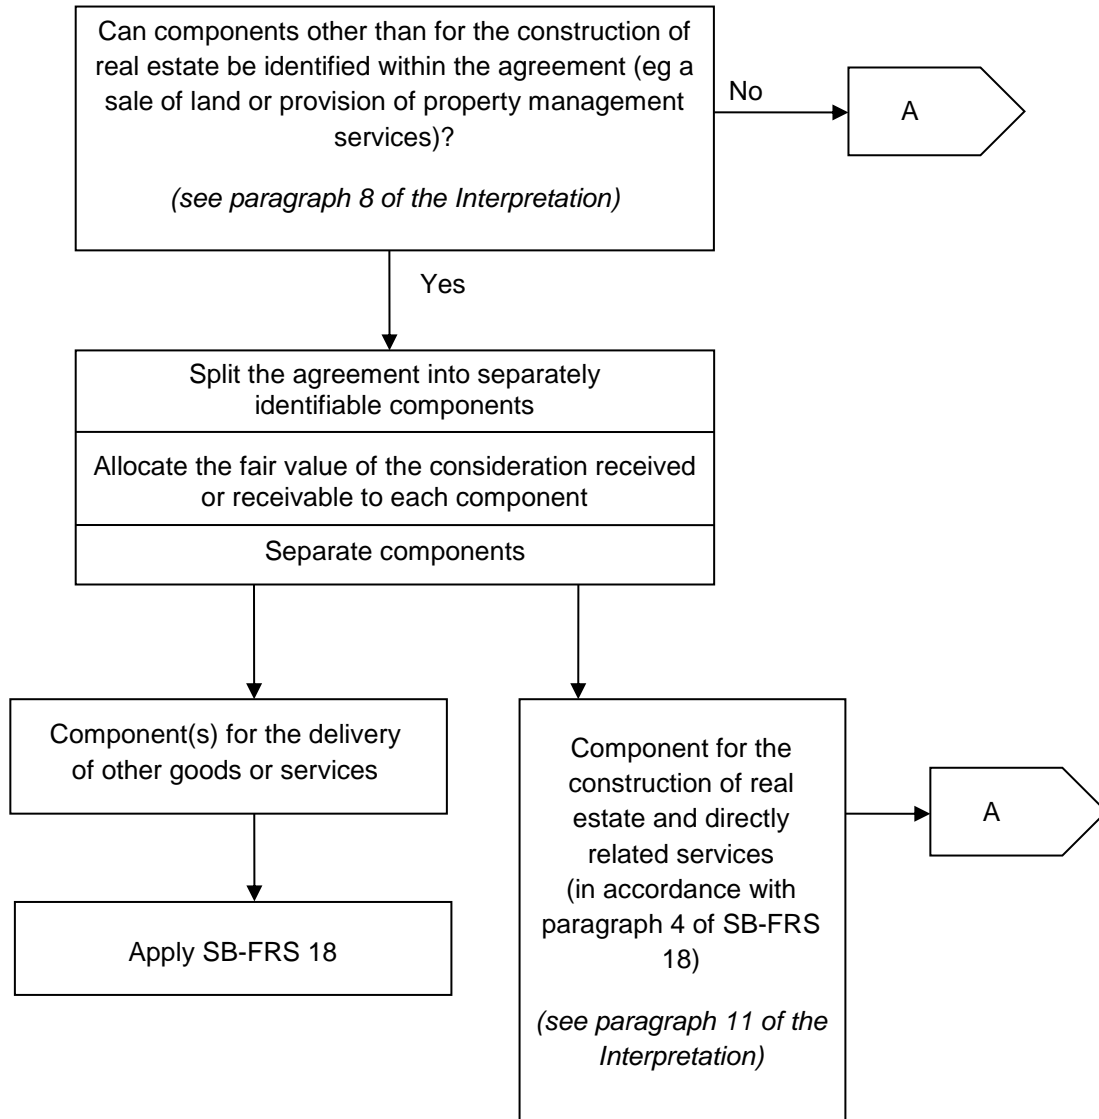 Can components other than for the construction of
real estate be identified within the agreement (eg a
sale of land or provision of property management
services)?
(see paragraph 8 of the Interpretation)
No
A
Yes
Split the agreement into separately
identifiable components
Allocate the fair value of the consideration received
or receivable to each component
Separate components
Component(s) for the delivery
of other goods or services
Apply SB-FRS 18
Component for the
construction of real
estate and directly
related services
(in accordance with
paragraph 4 of SB-FRS
18)
(see paragraph 11 of the
Interpretation)
A